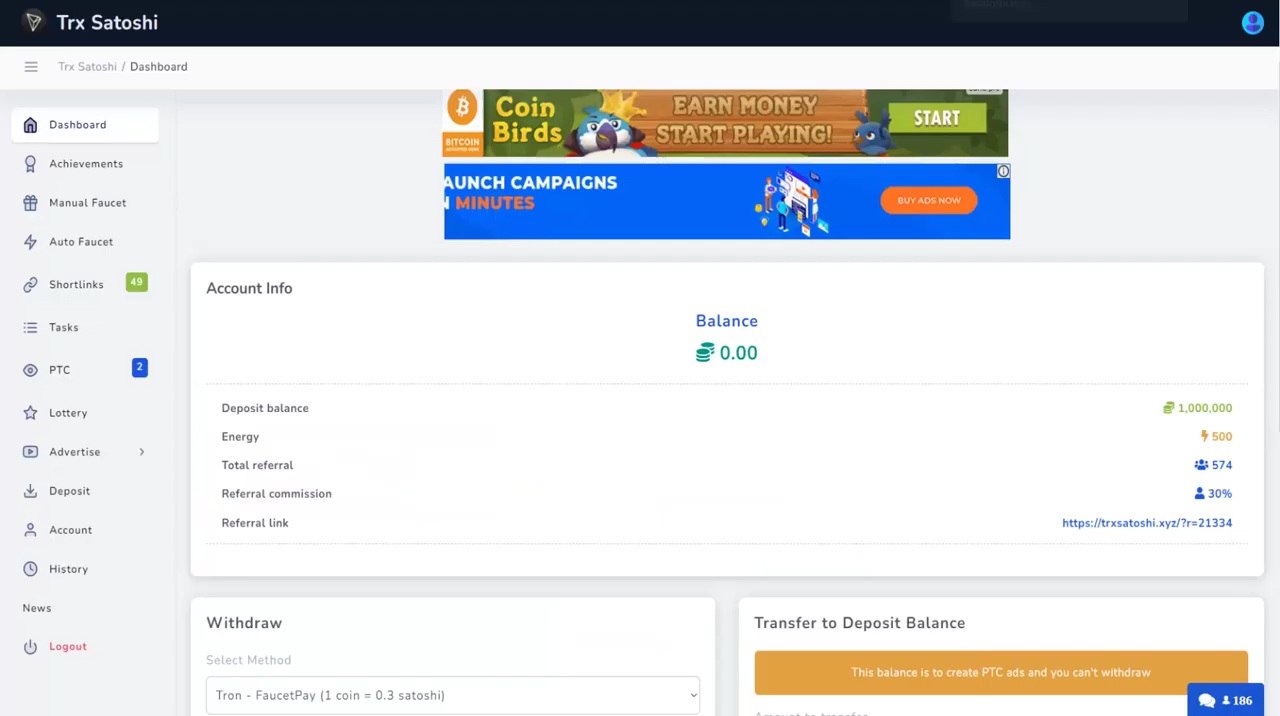 Trx Satoshi
Trx Satoshi / Dashboard
BITCOIN
Coin Birds
EARN MONEY
START PLAYING!
START
AUNCH CAMPAIGNS
N MINUTES
BUY ADS NOW
Dashboard
Achievements
Manual Faucet
Auto Faucet
Shortlinks 49
Tasks
PTC 2
Lottery
Advertise
Deposit
Account
History
News
Logout
Account Info
Balance
0.00
Deposit balance 1,000,000
Energy 500
Total referral 574
Referral commission 30%
Referral link https://trxsatoshi.xyz/?r=21334
Withdraw
Select Method
Tron - FaucetPay (1 coin = 0.3 satoshi)
Transfer to Deposit Balance
This balance is to create PTC ads and you can't withdraw
Amount to transfer
186